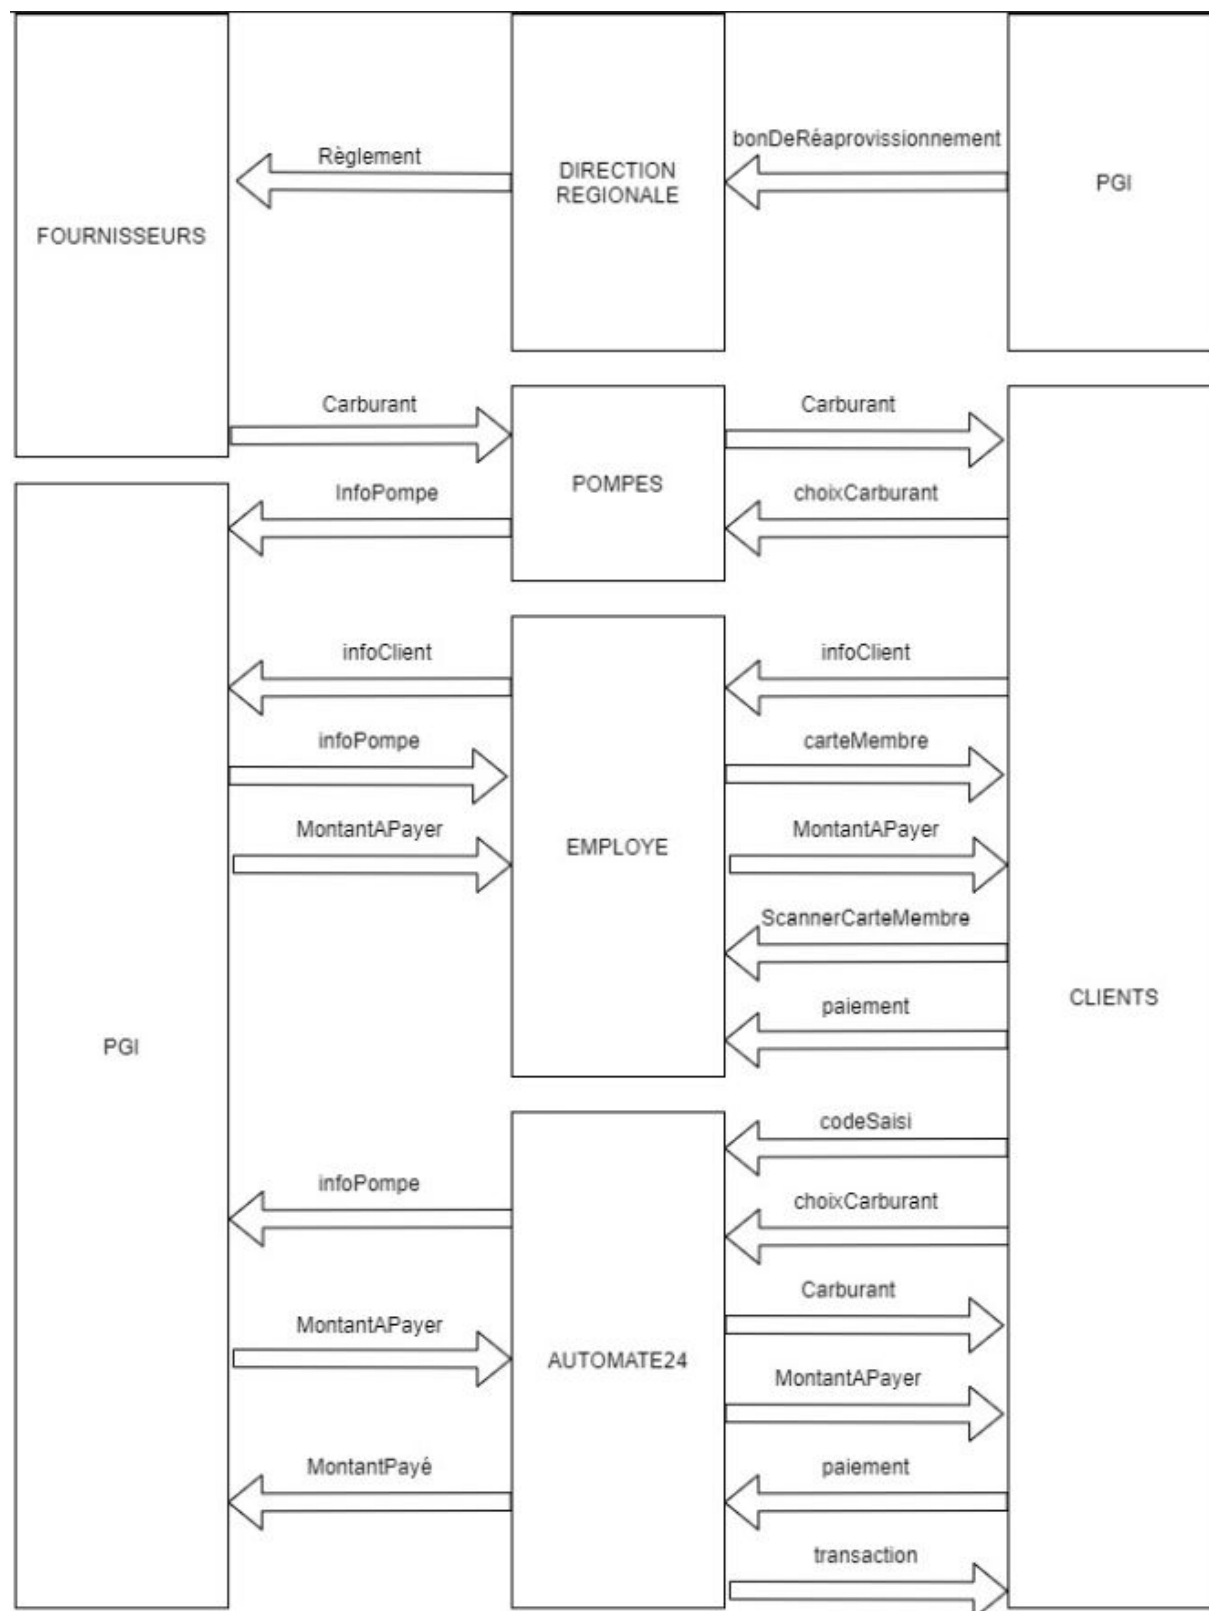 bonDeRéaprovissionnement
Règlement
DIRECTION
REGIONALE
PGI
FOURNISSEURS
Carburant
Carburant
POMPES
InfoPompe
choixCarburant
infoClient
infoClient
infoPompe
carteMembre
MontantAPayer
MontantAPayer
EMPLOYE
ScannerCarteMembre
CLIENTS
paiement
PGI
codeSaisi
infoPompe
choixCarburant
Carburant
MontantAPayer
AUTOMATE24
MontantAPayer
MontantPayé
paiement
transaction